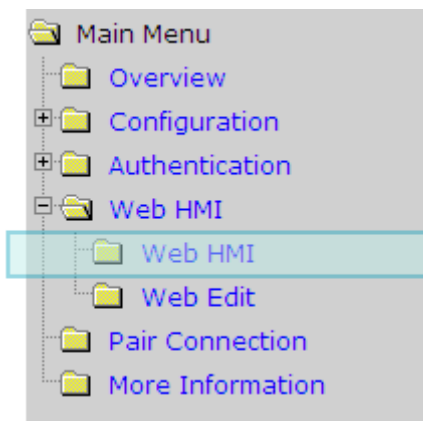 Main Menu
Overview
Configuration
Authentication
Web HMI
Web HMI
Web Edit
Pair Connection
More Information